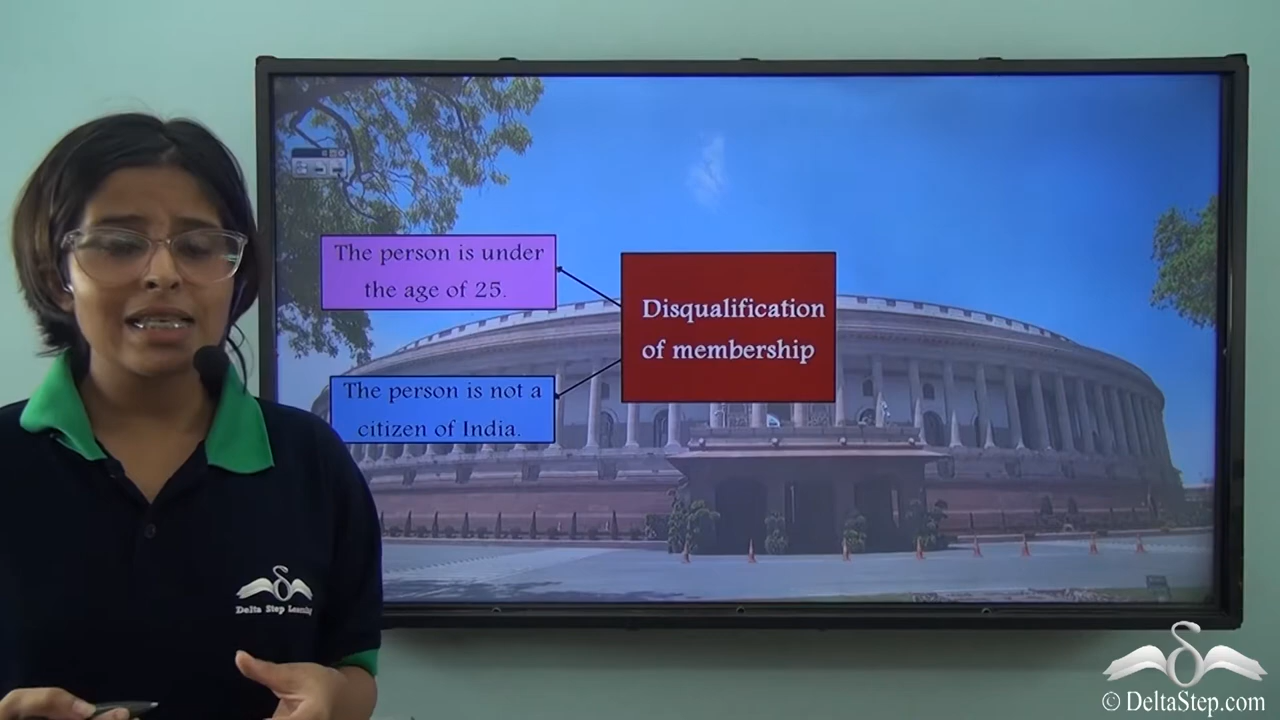 The person is under
the age of 25.
Disqualification
of membership
The person is not a
citizen of India.
Delta Step Learning
© DeltaStep.com